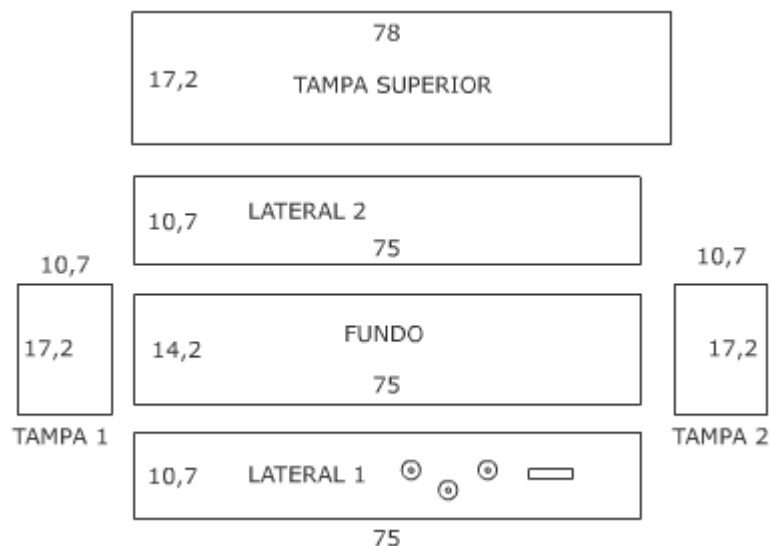 78
17,2 TAMPA SUPERIOR
10,7 LATERAL 2
75
10,7
17,2
TAMPA 1
14,2 FUNDO
75
10,7
17,2
TAMPA 2
10,7 LATERAL 1
75